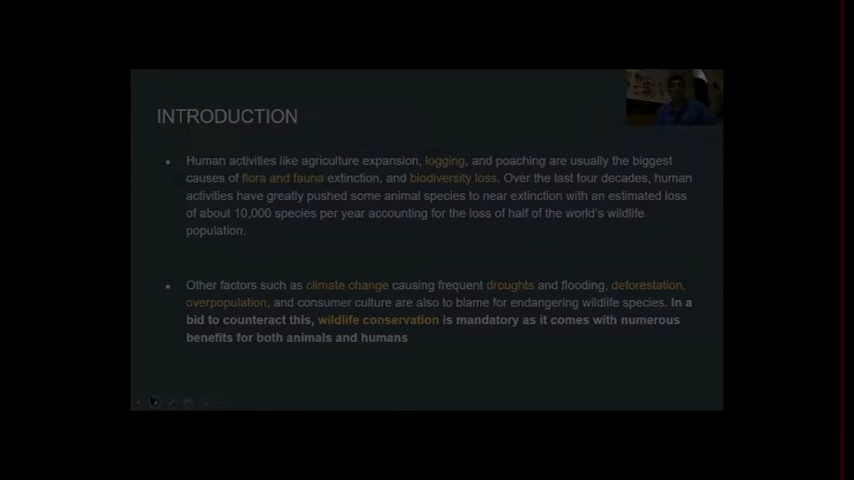 INTRODUCTION
Human activities like agriculture expansion, logging, and poaching are usually the biggest
causes of flora and fauna extinction, and biodiversity loss. Over the last four decades, human
activities have greatly pushed some animal species to near extinction with an estimated loss
of about 10,000 species per year accounting for the loss of half of the world's wildlife
population.
Other factors such as climate change causing frequent droughts and flooding, deforestation,
overpopulation, and consumer culture are also to blame for endangering wildlife species. In a
bid to counteract this, wildlife conservation is mandatory as it comes with numerous
benefits for both animals and humans